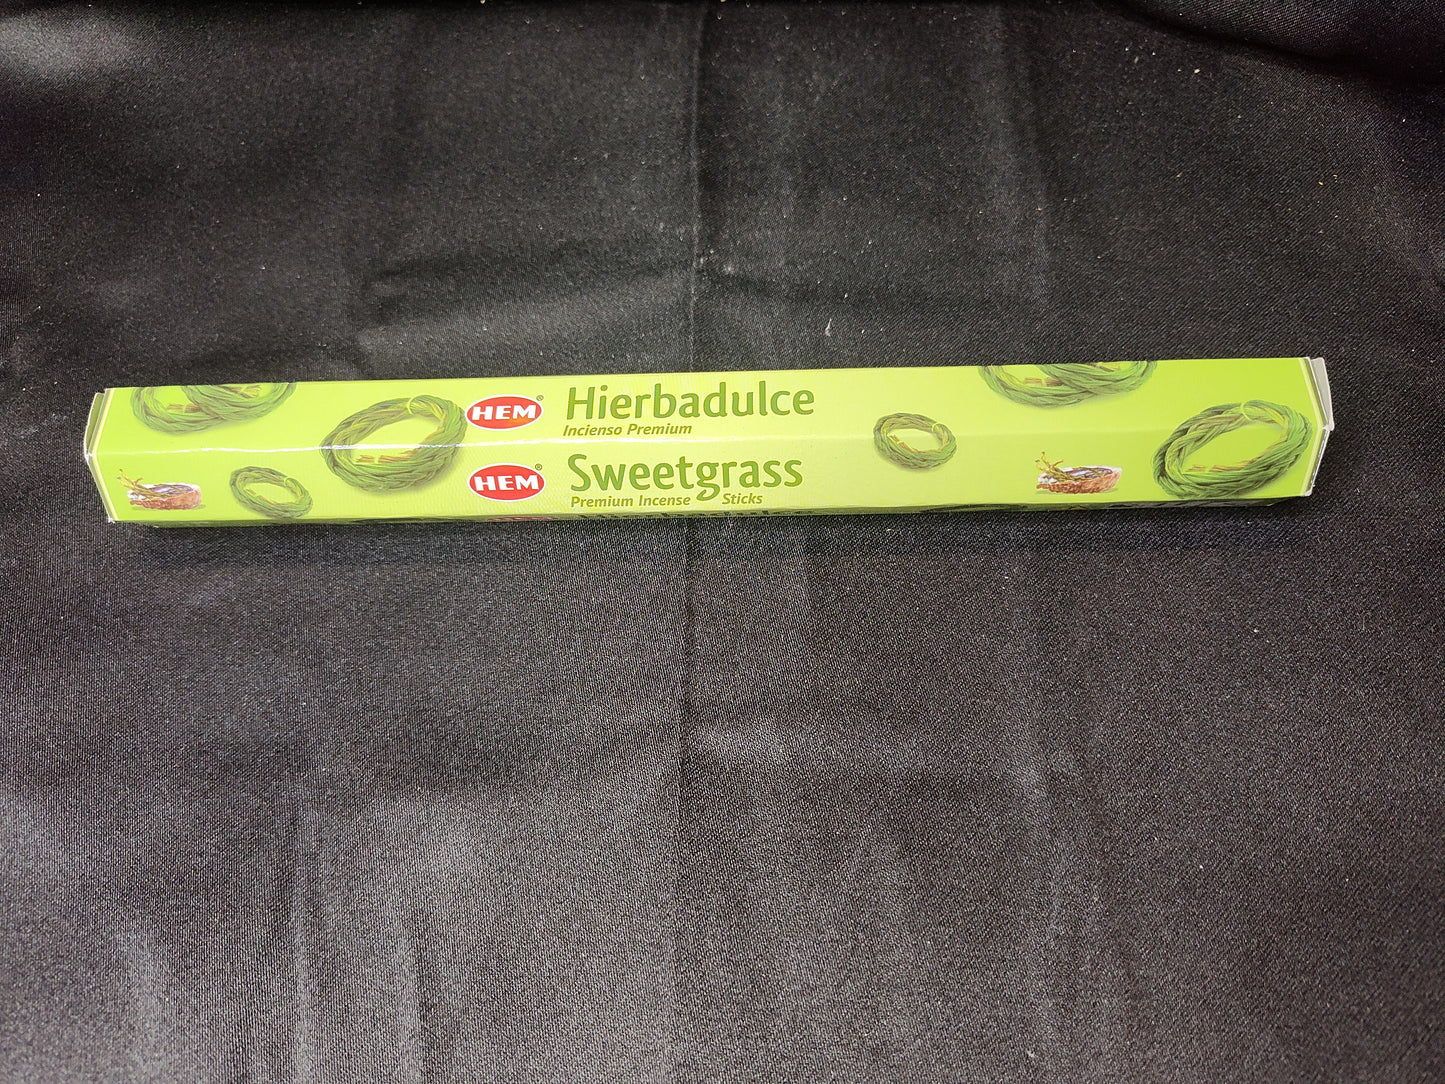 HEM® Hierbadulce
Incienso Premium
HEM® Sweetgrass
Premium Incense Sticks